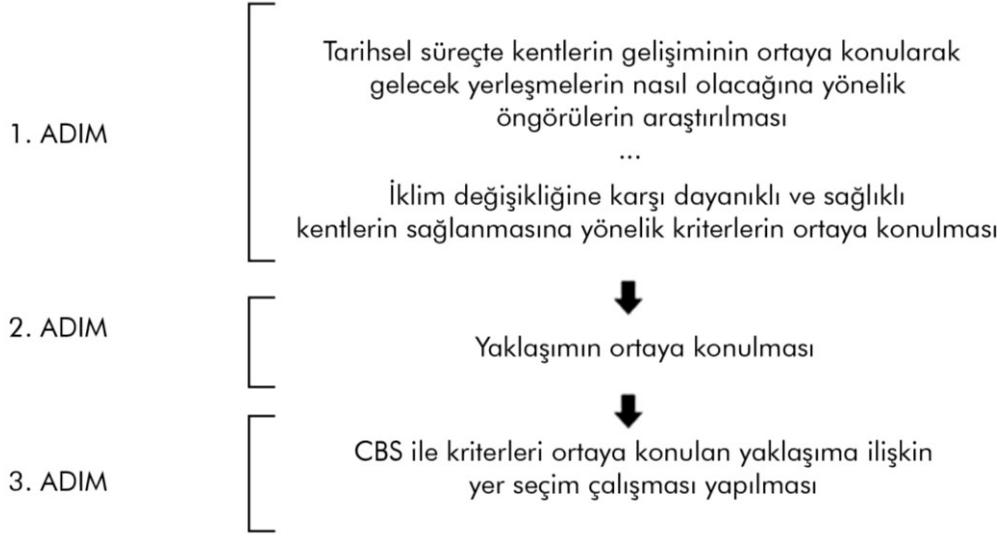 1. ADIM
Tarihsel süreçte kentlerin gelişiminin ortaya konularak
gelecek yerleşmelerin nasıl olacağına yönelik
öngörülerin araştırılması
...
İklim değişikliğine karşı dayanıklı ve sağlıklı
kentlerin sağlanmasına yönelik kriterlerin ortaya konulması
2. ADIM
Yaklaşımın ortaya konulması
3. ADIM
CBS ile kriterleri ortaya konulan yaklaşıma ilişkin
yer seçim çalışması yapılması